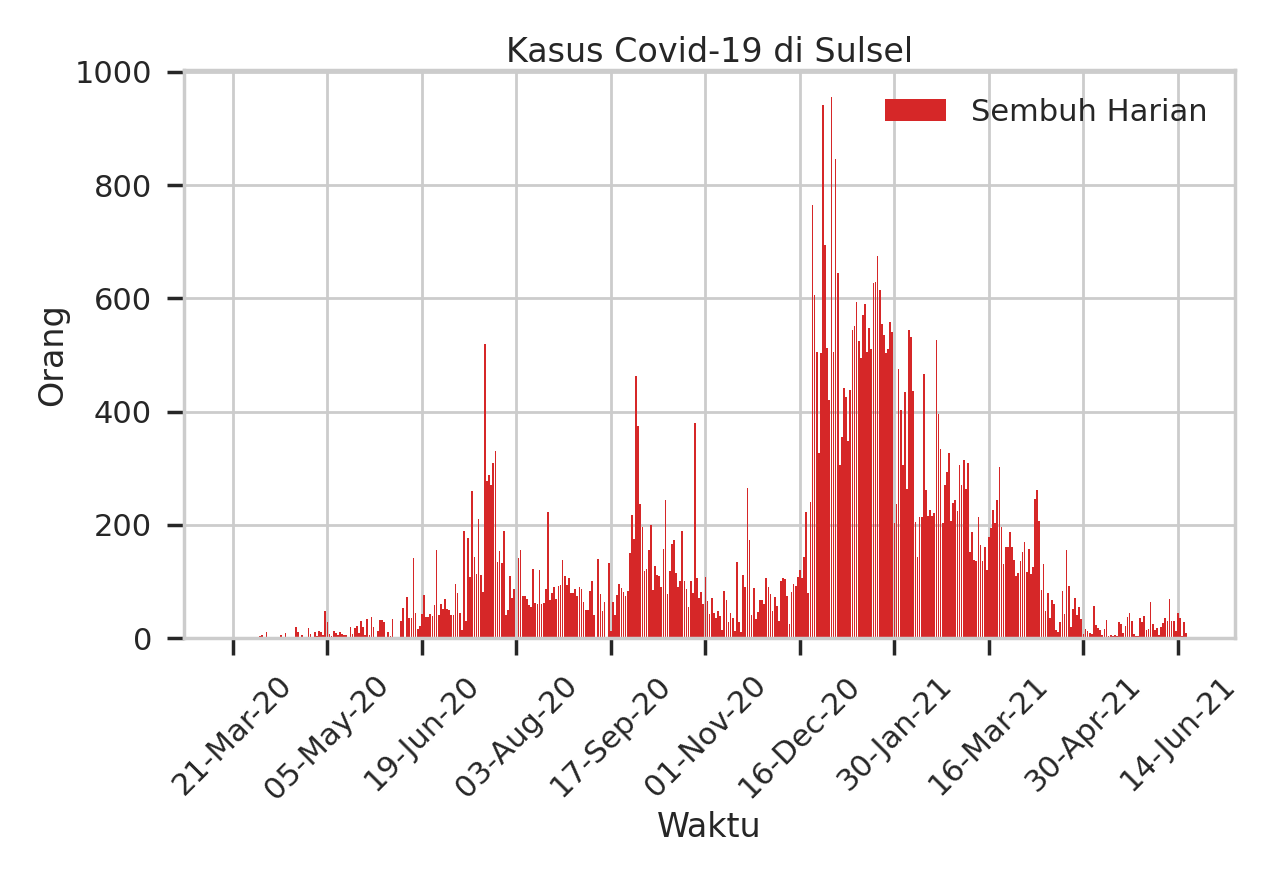 Kasus Covid-19 di Sulsel
1000
800
600
400
200
0
Orang
Sembuh Harian
21-Mar-20
05-May-20
19-Jun-20
03-Aug-20
17-Sep-20
01-Nov-20
16-Dec-20
30-Jan-21
16-Mar-21
30-Apr-21
14-Jun-21
Waktu